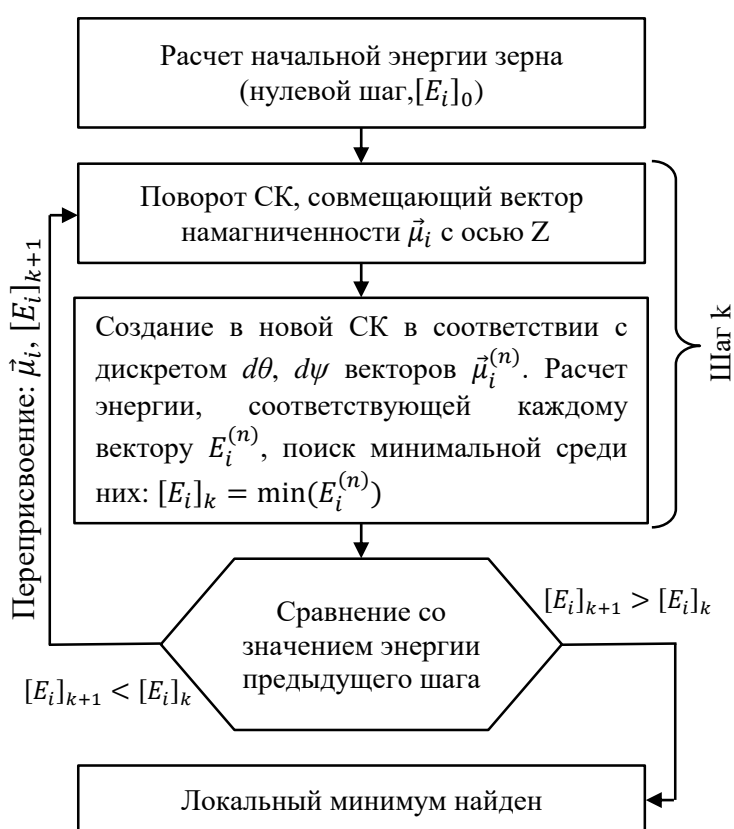 Расчет начальной энергии зерна
(нулевой шаг,[E_i]_0)
Поворот СК, совмещающий вектор
намагниченности μ⃗_i с осью Z
Создание в новой СК в соответствии с
дискретом dθ, dψ векторов μ⃗_i^(n). Расчет
энергии, соответствующей каждому
вектору E_i^(n), поиск минимальной среди
них: [E_i]_k = min(E_i^(n))
Шаг k
Переприсвоение: μ⃗_i, [E_i]_{k+1}
Сравнение со
значением энергии
предыдущего шага
[E_i]_{k+1} > [E_i]_k
[E_i]_{k+1} < [E_i]_k
Локальный минимум найден